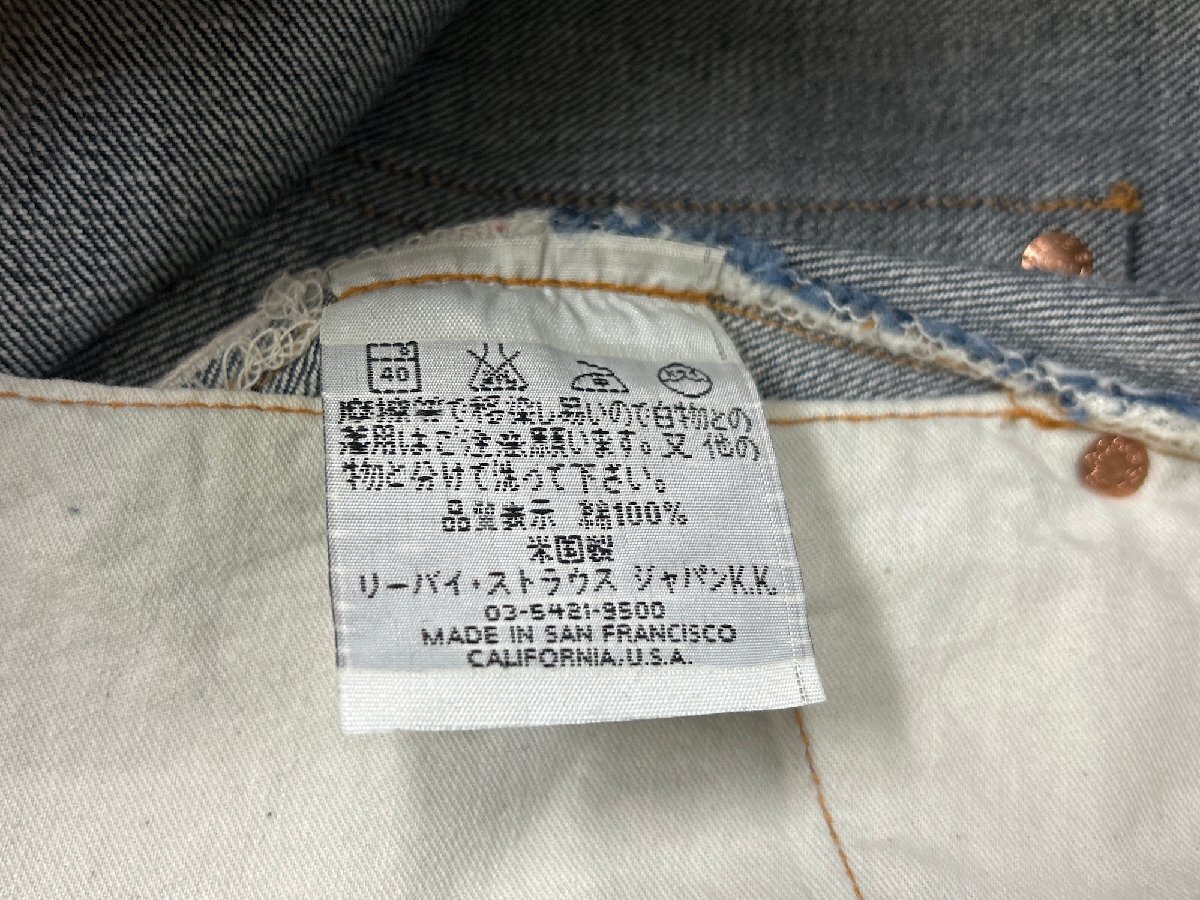 40
摩擦等で移染し易いので白物との
着用はご注意願います。又 他の
物と分けて洗って下さい。
品質表示 綿100%
米国製
リーバイ・ストラウス ジャパンK.K.
03-5421-9500
MADE IN SAN FRANCISCO
CALIFORNIA, U.S.A.